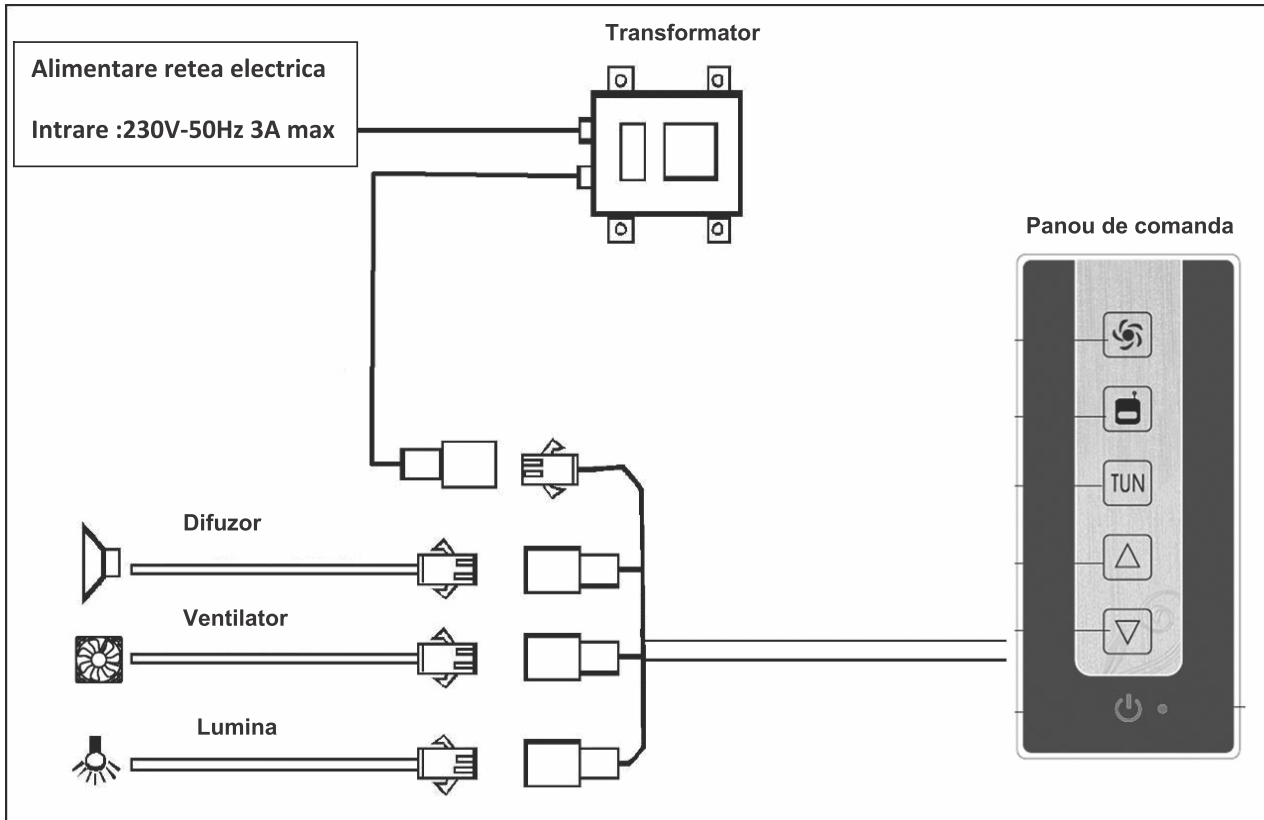 Transformator
Alimentare retea electrica
Intrare :230V-50Hz 3A max
Panou de comanda
TUN
Difuzor
Ventilator
Lumina